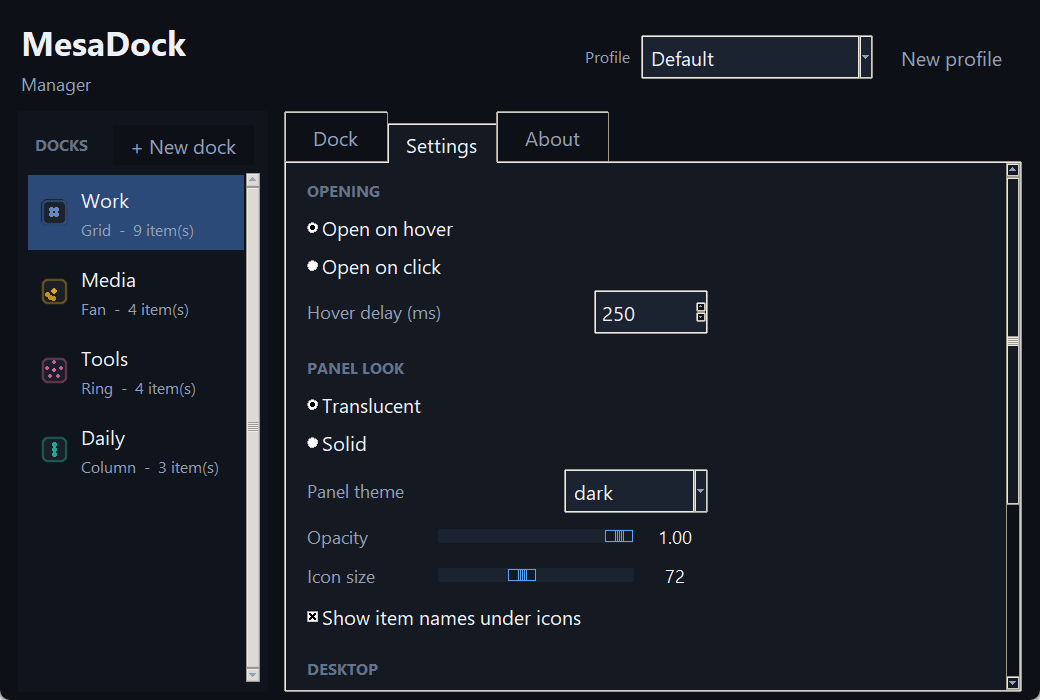 MesaDock
Manager
Profile
Default
New profile
DOCKS
+ New dock
Work
Grid - 9 item(s)
Media
Fan - 4 item(s)
Tools
Ring - 4 item(s)
Daily
Column - 3 item(s)
Dock
Settings
About
OPENING
Open on hover
Open on click
Hover delay (ms)
250
PANEL LOOK
Translucent
Solid
Panel theme
dark
Opacity
1.00
Icon size
72
Show item names under icons
DESKTOP